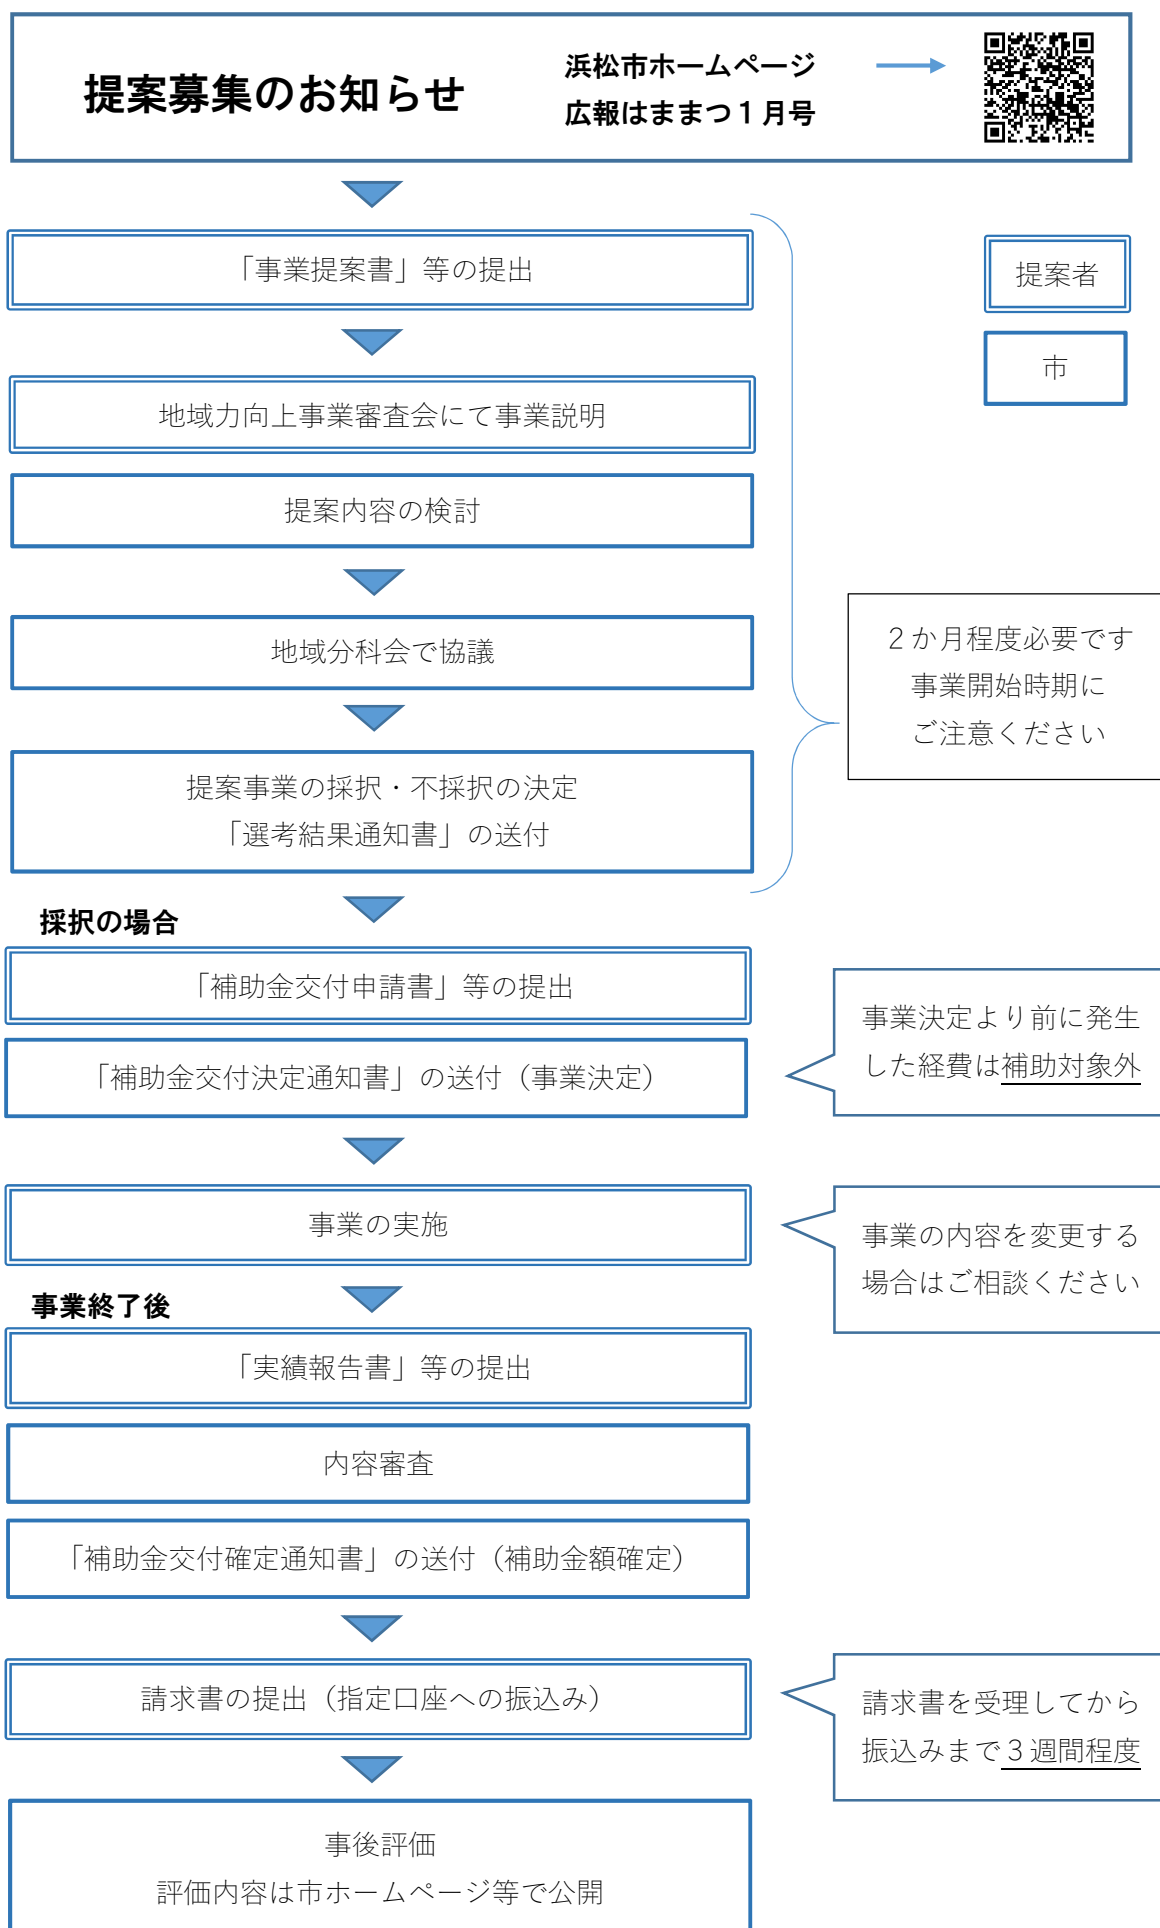 提案募集のお知らせ
浜松市ホームページ
広報はままつ１月号
「事業提案書」等の提出
提案者
市
地域力向上事業審査会にて事業説明
提案内容の検討
地域分科会で協議
２か月程度必要です
事業開始時期に
ご注意ください
提案事業の採択・不採択の決定
「選考結果通知書」の送付
採択の場合
「補助金交付申請書」等の提出
「補助金交付決定通知書」の送付（事業決定）
事業決定より前に発生
した経費は補助対象外
事業の実施
事業の内容を変更する
場合はご相談ください
事業終了後
「実績報告書」等の提出
内容審査
「補助金交付確定通知書」の送付（補助金額確定）
請求書の提出（指定口座への振込み）
請求書を受理してから
振込みまで３週間程度
事後評価
評価内容は市ホームページ等で公開